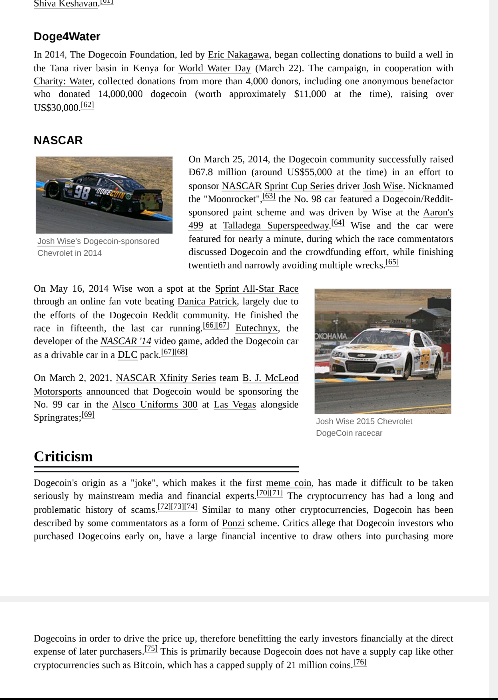 Shiva Keshavan.[61]
Doge4Water
In 2014, The Dogecoin Foundation, led by Eric Nakagawa, began collecting donations to build a well in
the Tana river basin in Kenya for World Water Day (March 22). The campaign, in cooperation with
Charity: Water, collected donations from more than 4,000 donors, including one anonymous benefactor
who donated 14,000,000 dogecoin (worth approximately $11,000 at the time), raising over
US$30,000.[62]
NASCAR
On March 25, 2014, the Dogecoin community successfully raised
D67.8 million (around US$55,000 at the time) in an effort to
sponsor NASCAR Sprint Cup Series driver Josh Wise. Nicknamed
the "Moonrocket",[63] the No. 98 car featured a Dogecoin/Reddit-
sponsored paint scheme and was driven by Wise at the Aaron's
499 at Talladega Superspeedway.[64] Wise and the car were
featured for nearly a minute, during which the race commentators
discussed Dogecoin and the crowdfunding effort, while finishing
twentieth and narrowly avoiding multiple wrecks.[65]
98
Josh Wise's Dogecoin-sponsored
Chevrolet in 2014
On May 16, 2014 Wise won a spot at the Sprint All-Star Race
through an online fan vote beating Danica Patrick, largely due to
the efforts of the Dogecoin Reddit community. He finished the
race in fifteenth, the last car running.[66][67] Eutechnyx, the
developer of the NASCAR '14 video game, added the Dogecoin car
as a drivable car in a DLC pack.[67][68]
On March 2, 2021, NASCAR Xfinity Series team B. J. McLeod
Motorsports announced that Dogecoin would be sponsoring the
No. 99 car in the Alsco Uniforms 300 at Las Vegas alongside
Springrates;[69]
OKOHAMA
Josh Wise 2015 Chevrolet
DogeCoin racecar
Criticism
Dogecoin's origin as a "joke", which makes it the first meme coin, has made it difficult to be taken
seriously by mainstream media and financial experts.[70][71] The cryptocurrency has had a long and
problematic history of scams.[72][73][74] Similar to many other cryptocurrencies, Dogecoin has been
described by some commentators as a form of Ponzi scheme. Critics allege that Dogecoin investors who
purchased Dogecoins early on, have a large financial incentive to draw others into purchasing more
Dogecoins in order to drive the price up, therefore benefitting the early investors financially at the direct
expense of later purchasers.[75] This is primarily because Dogecoin does not have a supply cap like other
cryptocurrencies such as Bitcoin, which has a capped supply of 21 million coins.[76]